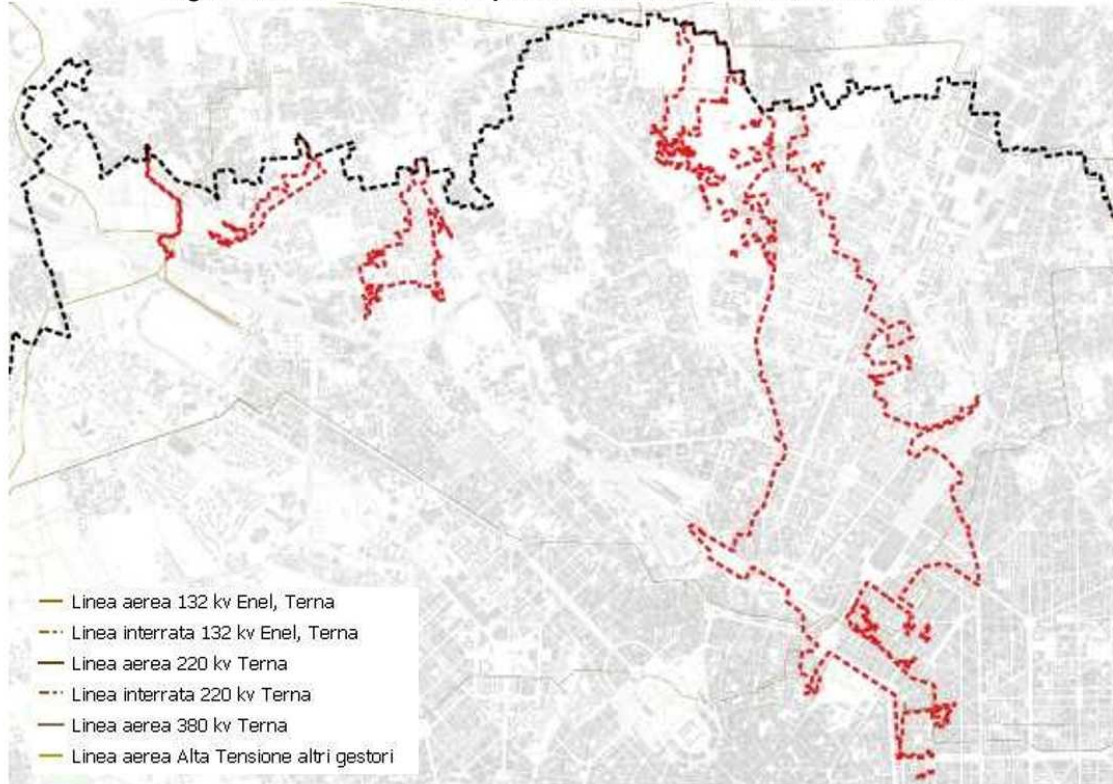 Linea aerea 132 kv Enel, Terna
Linea interrata 132 kv Enel, Terna
Linea aerea 220 kv Terna
Linea interrata 220 kv Terna
Linea aerea 380 kv Terna
Linea aerea Alta Tensione altri gestori